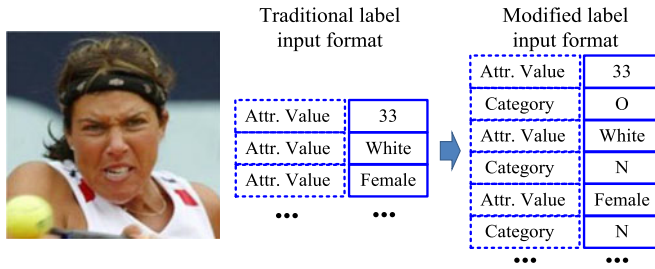 Traditional label
input format
Attr. Value 33
Attr. Value White
Attr. Value Female
... ...
Modified label
input format
Attr. Value 33
Category O
Attr. Value White
Category N
Attr. Value Female
Category N
... ...